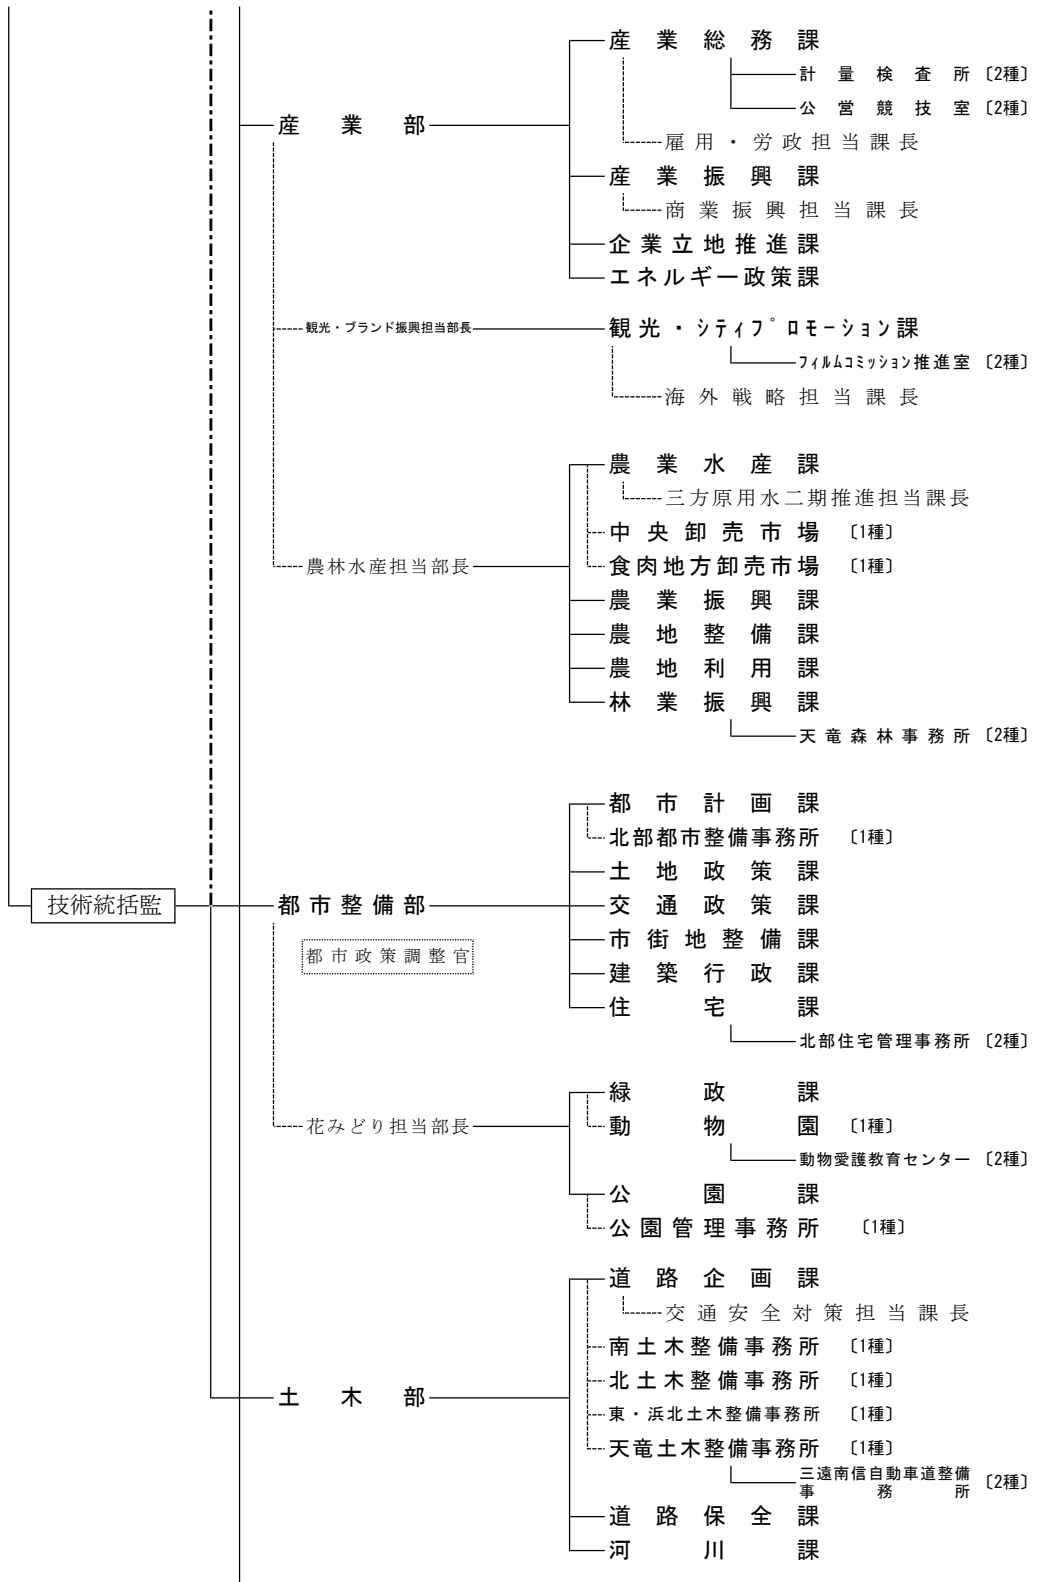 産業総務課
計量検査所〔2種〕
公営競技室〔2種〕
産業部
雇用・労政担当課長
産業振興課
商業振興担当課長
企業立地推進課
エネルギー政策課
観光・ブランド振興担当部長
観光・シティプロモーション課
フィルムコミッション推進室〔2種〕
海外戦略担当課長
農業水産課
三方原用水二期推進担当課長
中央卸売市場〔1種〕
農林水産担当部長
食肉地方卸売市場〔1種〕
農業振興課
農地整備課
農地利用課
林業振興課
天竜森林事務所〔2種〕
都市計画課
北部都市整備事務所〔1種〕
土地政策課
技術統括監
都市整備部
交通政策課
都市政策調整官
市街地整備課
建築行政課
住宅課
北部住宅管理事務所〔2種〕
緑政課
花みどり担当部長
動物園〔1種〕
動物愛護教育センター〔2種〕
公園課
公園管理事務所〔1種〕
道路企画課
交通安全対策担当課長
南土木整備事務所〔1種〕
北土木整備事務所〔1種〕
土木部
東・浜北土木整備事務所〔1種〕
天竜土木整備事務所〔1種〕
三遠南信自動車道整備
事務所〔2種〕
道路保全課
河川課